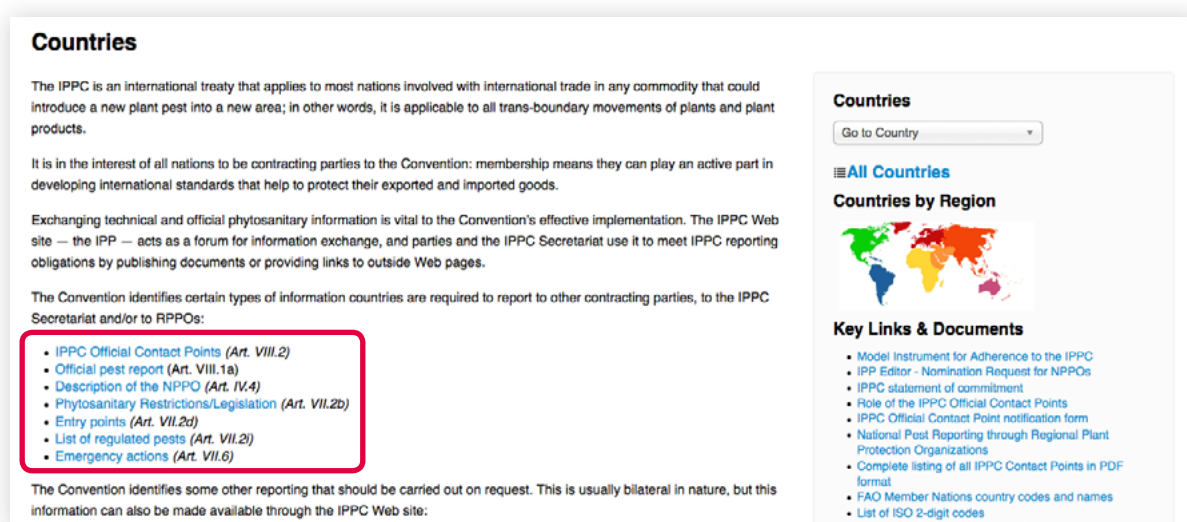 Countries
The IPPC is an international treaty that applies to most nations involved with international trade in any commodity that could
introduce a new plant pest into a new area; in other words, it is applicable to all trans-boundary movements of plants and plant
products.
It is in the interest of all nations to be contracting parties to the Convention: membership means they can play an active part in
developing international standards that help to protect their exported and imported goods.
Exchanging technical and official phytosanitary information is vital to the Convention's effective implementation. The IPPC Web
site — the IPP — acts as a forum for information exchange, and parties and the IPPC Secretariat use it to meet IPPC reporting
obligations by publishing documents or providing links to outside Web pages.
The Convention identifies certain types of information countries are required to report to other contracting parties, to the IPPC
Secretariat and/or to RPPOs:
• IPPC Official Contact Points (Art. VIII.2)
• Official pest report (Art. VIII.1a)
• Description of the NPPO (Art. IV.4)
• Phytosanitary Restrictions/Legislation (Art. VII.2b)
• Entry points (Art. VII.2d)
• List of regulated pests (Art. VII.2i)
• Emergency actions (Art. VII.6)
The Convention identifies some other reporting that should be carried out on request. This is usually bilateral in nature, but this
information can also be made available through the IPPC Web site:
Countries
Go to Country
All Countries
Countries by Region
Key Links & Documents
• Model Instrument for Adherence to the IPPC
• IPP Editor - Nomination Request for NPPOs
• IPPC statement of commitment
• Role of the IPPC Official Contact Points
• IPPC Official Contact Point notification form
• National Pest Reporting through Regional Plant
Protection Organizations
• Complete listing of all IPPC Contact Points in PDF
format
• FAO Member Nations country codes and names
• List of ISO 2-digit codes